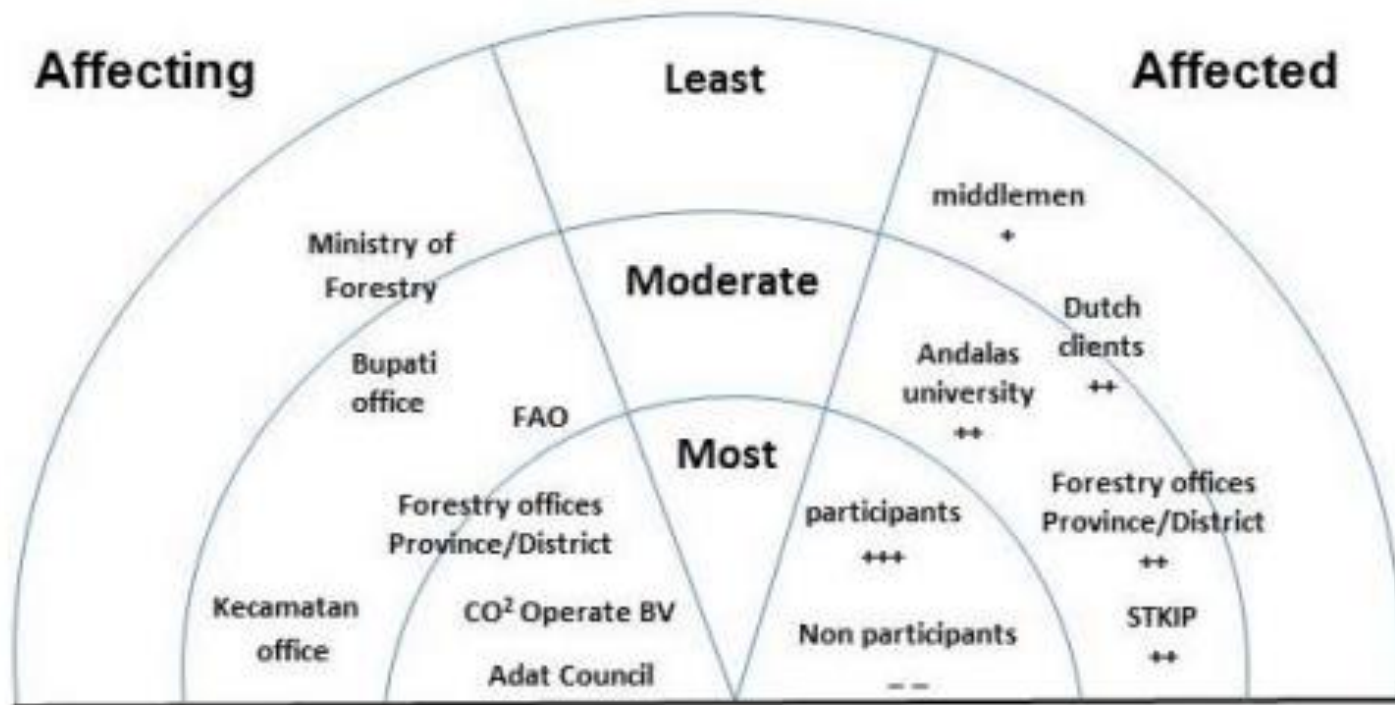 Affecting
Least
Affected
middlemen
+
Ministry of
Forestry
Moderate
Dutch
clients
++
Bupati
office
Andalas
university
++
FAO
Most
Forestry offices
Province/District
participants
+++
Forestry offices
Province/District
++
Kecamatan
office
CO² Operate BV
Non participants
– –
STKIP
++
Adat Council